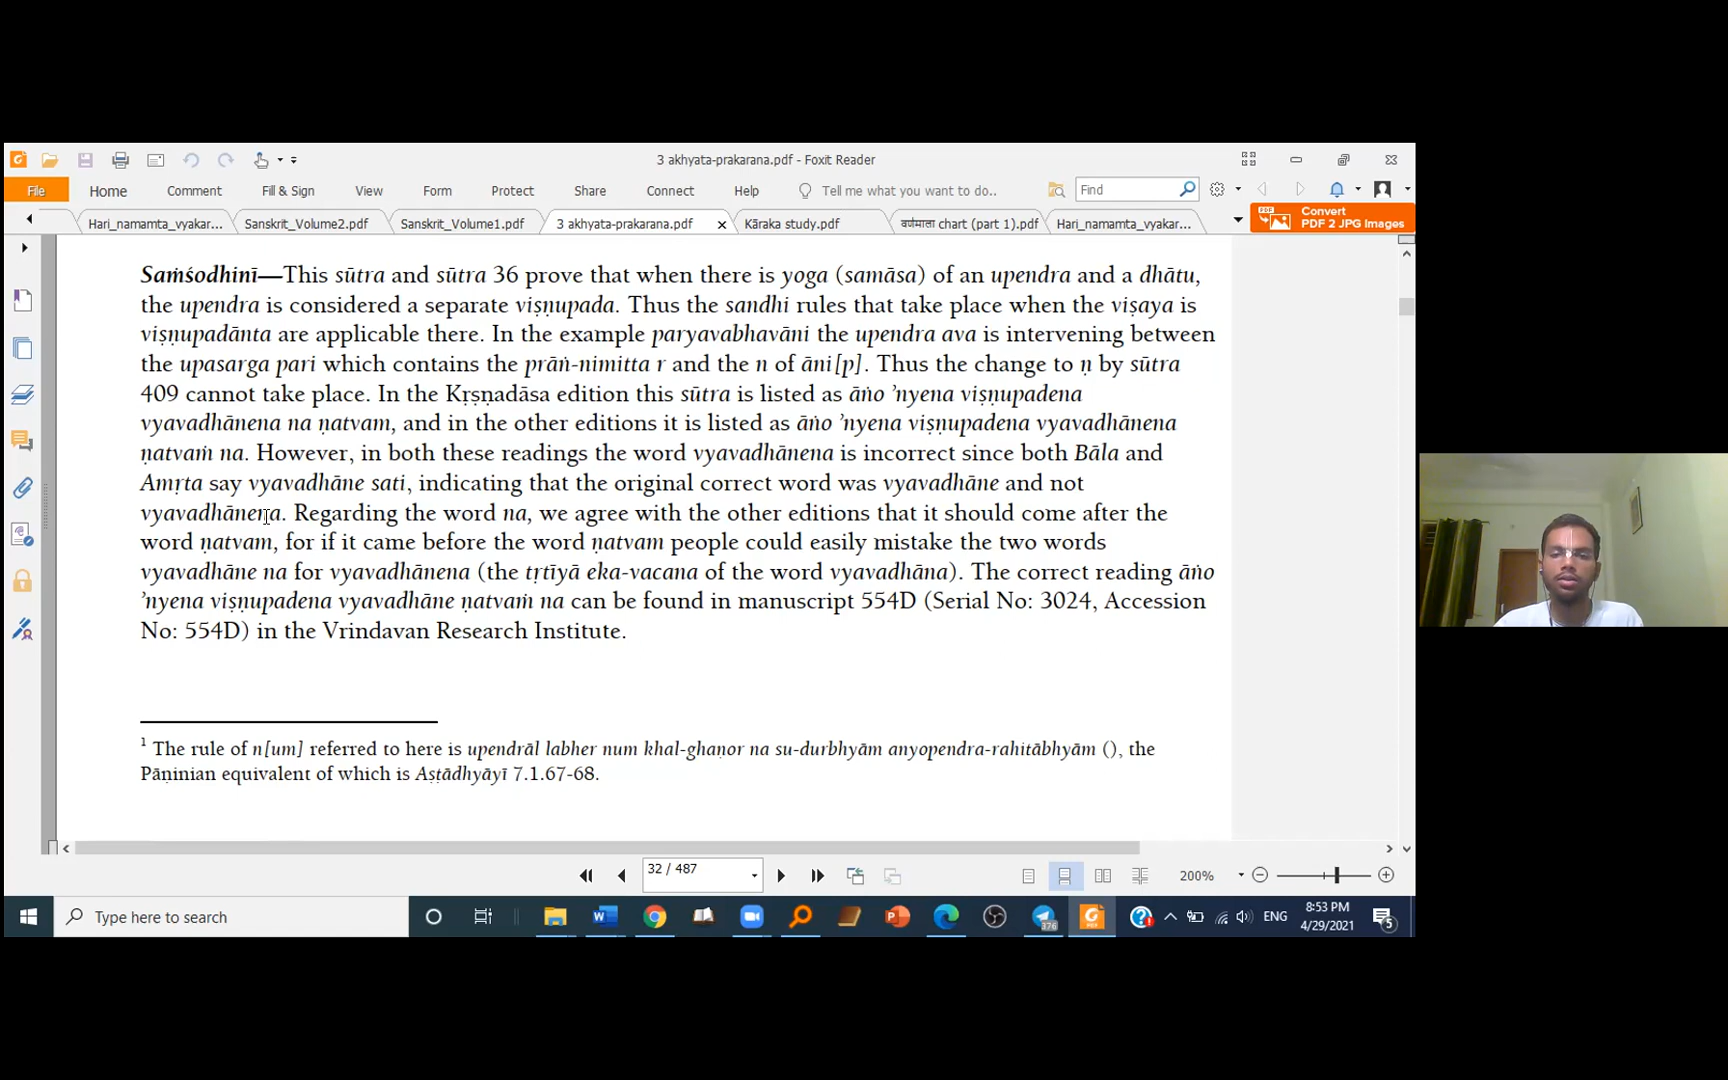 3 akhyata-prakarana.pdf - Foxit Reader
File Home Comment Fill & Sign View Form Protect Share Connect Help Tell me what you want to do.. Find
Hari_namamta_vyakar... Sanskrit_Volume2.pdf Sanskrit_Volume1.pdf 3 akhyata-prakarana.pdf Kāraka study.pdf वर्णमाला chart (part 1).pdf Hari_namamta_vyakar... Convert
PDF 2 JPG Images
Saṁśodhinī—This sūtra and sūtra 36 prove that when there is yoga (samāsa) of an upendra and a dhātu,
the upendra is considered a separate viṣṇupada. Thus the sandhi rules that take place when the viṣaya is
viṣṇupadānta are applicable there. In the example paryavabhavāni the upendra ava is intervening between
the upasarga pari which contains the prāṅ-nimitta r and the n of āni[p]. Thus the change to ṇ by sūtra
409 cannot take place. In the Kṛṣṇadāsa edition this sūtra is listed as āṅo ’nyena viṣṇupadena
vyavadhānena na ṇatvam, and in the other editions it is listed as āṅo ’nyena viṣṇupadena vyavadhānena
ṇatvaṁ na. However, in both these readings the word vyavadhānena is incorrect since both Bāla and
Amṛta say vyavadhāne sati, indicating that the original correct word was vyavadhāne and not
vyavadhānena. Regarding the word na, we agree with the other editions that it should come after the
word ṇatvam, for if it came before the word ṇatvam people could easily mistake the two words
vyavadhāne na for vyavadhānena (the tṛtīyā eka-vacana of the word vyavadhāna). The correct reading āṅo
’nyena viṣṇupadena vyavadhāne ṇatvaṁ na can be found in manuscript 554D (Serial No: 3024, Accession
No: 554D) in the Vrindavan Research Institute.
1 The rule of n[um] referred to here is upendrāl labher num khal-ghaṇor na su-durbhyām anyopendra-rahitābhyām (), the
Pāṇinian equivalent of which is Aṣṭādhyāyī 7.1.67-68.
32 / 487 200%
Type here to search 376 ENG 8:53 PM
4/29/2021 5